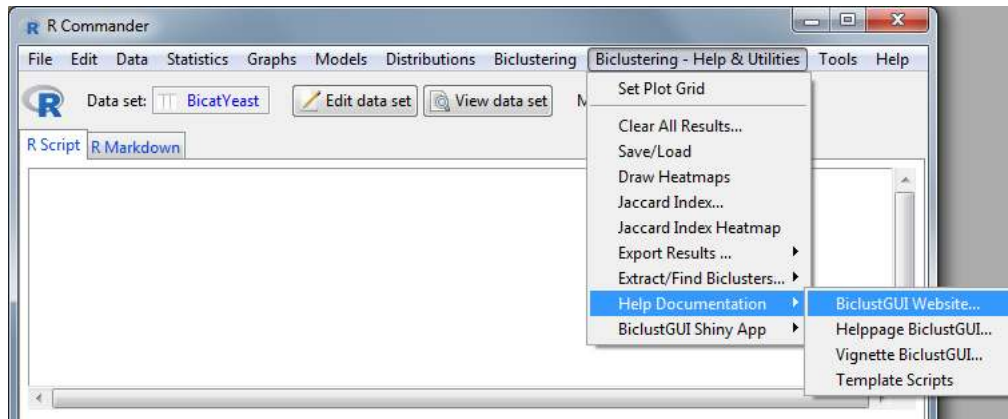 R Commander
File Edit Data Statistics Graphs Models Distributions Biclustering Biclustering - Help & Utilities Tools Help
R Data set: BicatYeast Edit data set View data set M
R Script R Markdown
Set Plot Grid
Clear All Results...
Save/Load
Draw Heatmaps
Jaccard Index...
Jaccard Index Heatmap
Export Results ...
Extract/Find Biclusters...
Help Documentation
BiclustGUI Shiny App
BiclustGUI Website...
Helppage BiclustGUI...
Vignette BiclustGUI...
Template Scripts